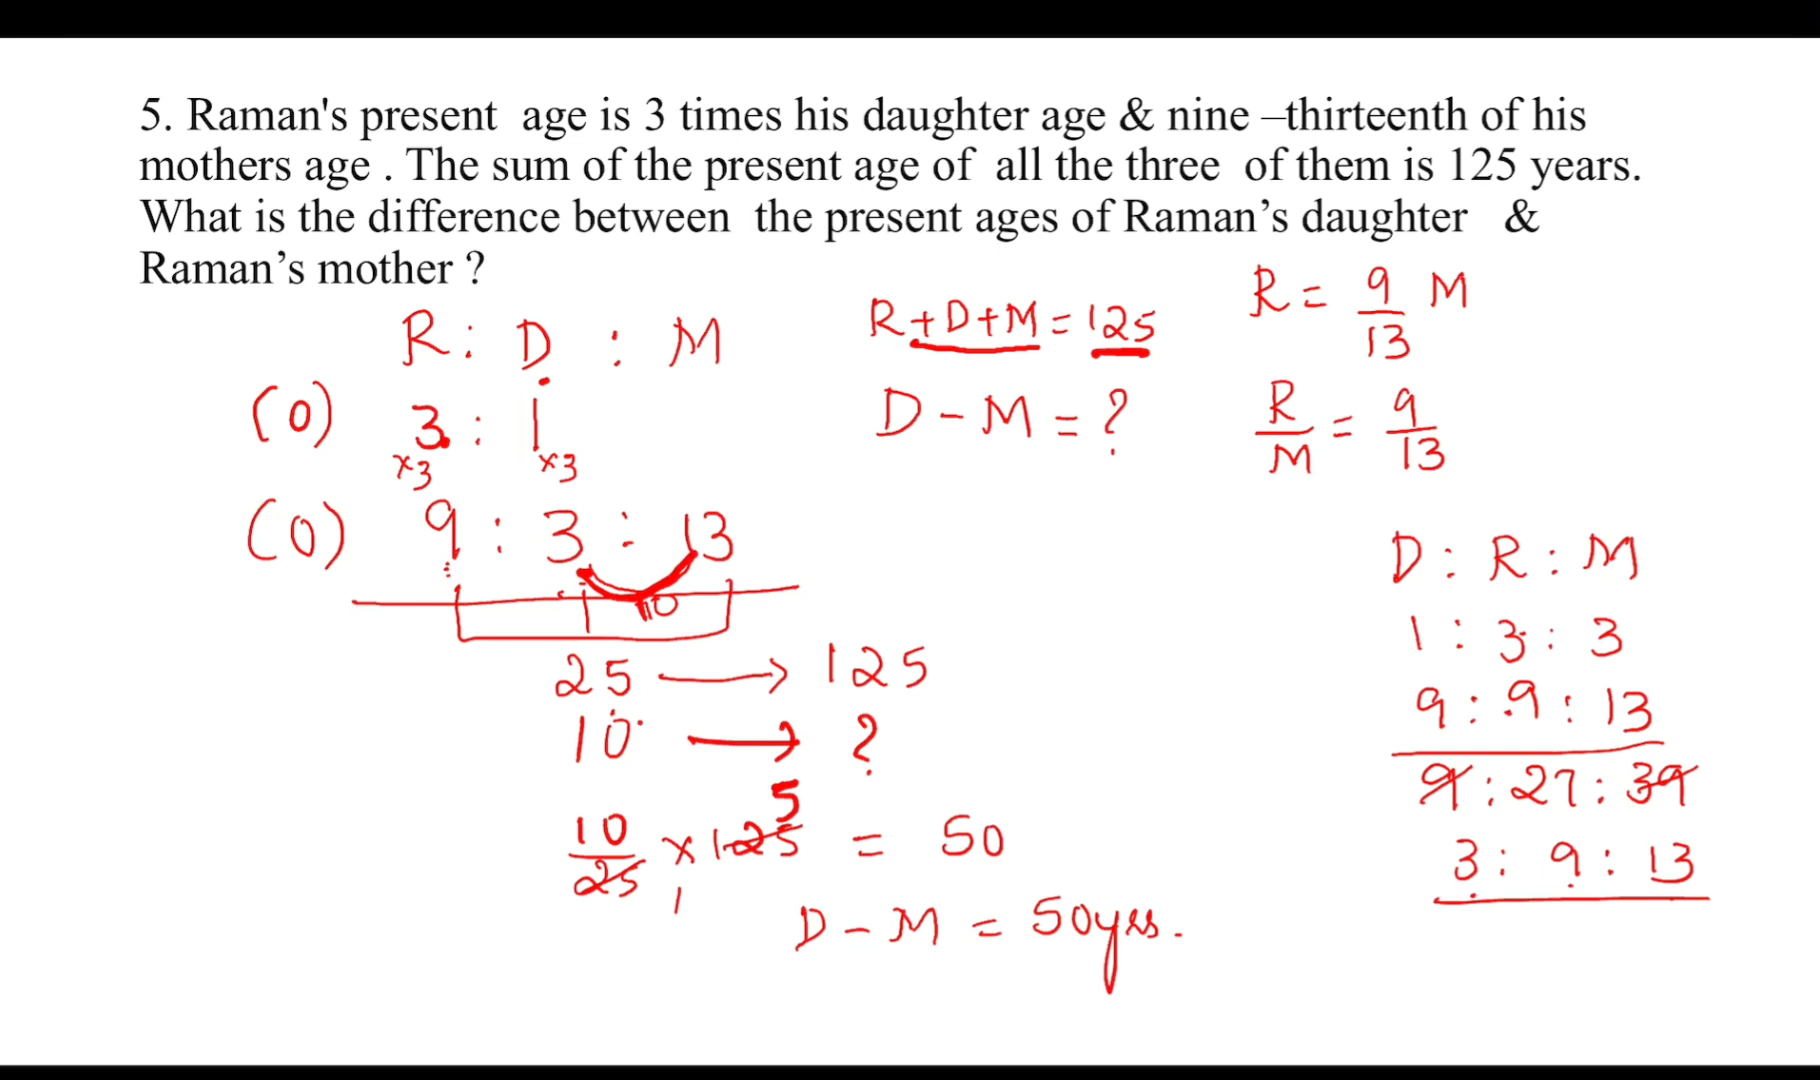 5. Raman's present age is 3 times his daughter age & nine –thirteenth of his
mothers age . The sum of the present age of all the three of them is 125 years.
What is the difference between the present ages of Raman’s daughter &
Raman’s mother ?
R : D : M
(0) 3 : 1
×3 ×3
(0) 9 : 3 : 13
10
25 → 125
10 → ?
5
10/25 × 125 = 50
1
D - M = 50yrs.
R+D+M = 125
D - M = ?
R = 9/13 M
R/M = 9/13
D : R : M
1 : 3 : 3
9 : 9 : 13
9 : 27 : 39
3 : 9 : 13